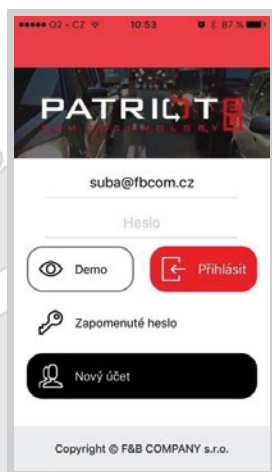 O2 - CZ 10:53 87 %
PATRIOT EU
GSM TECHNOLOGY
suba@fbcom.cz
Heslo
Demo Přihlásit
Zapomenuté heslo
Nový účet
Copyright © F&B COMPANY s.r.o.